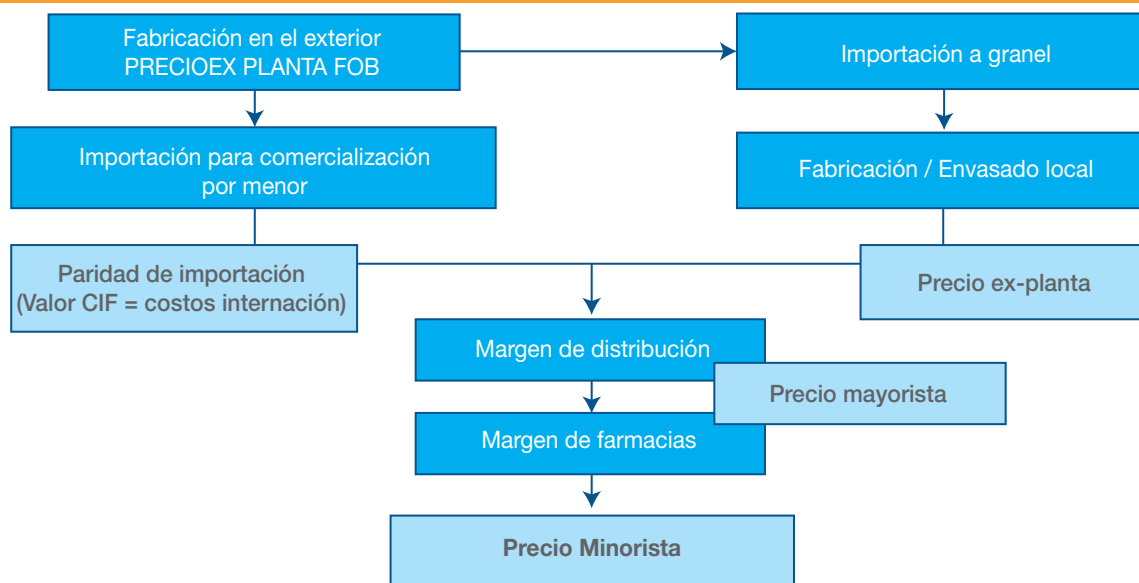 Fabricación en el exterior
PRECIOEX PLANTA FOB
Importación a granel
Importación para comercialización
por menor
Fabricación / Envasado local
Paridad de importación
(Valor CIF = costos internación)
Precio ex-planta
Margen de distribución
Precio mayorista
Margen de farmacias
Precio Minorista